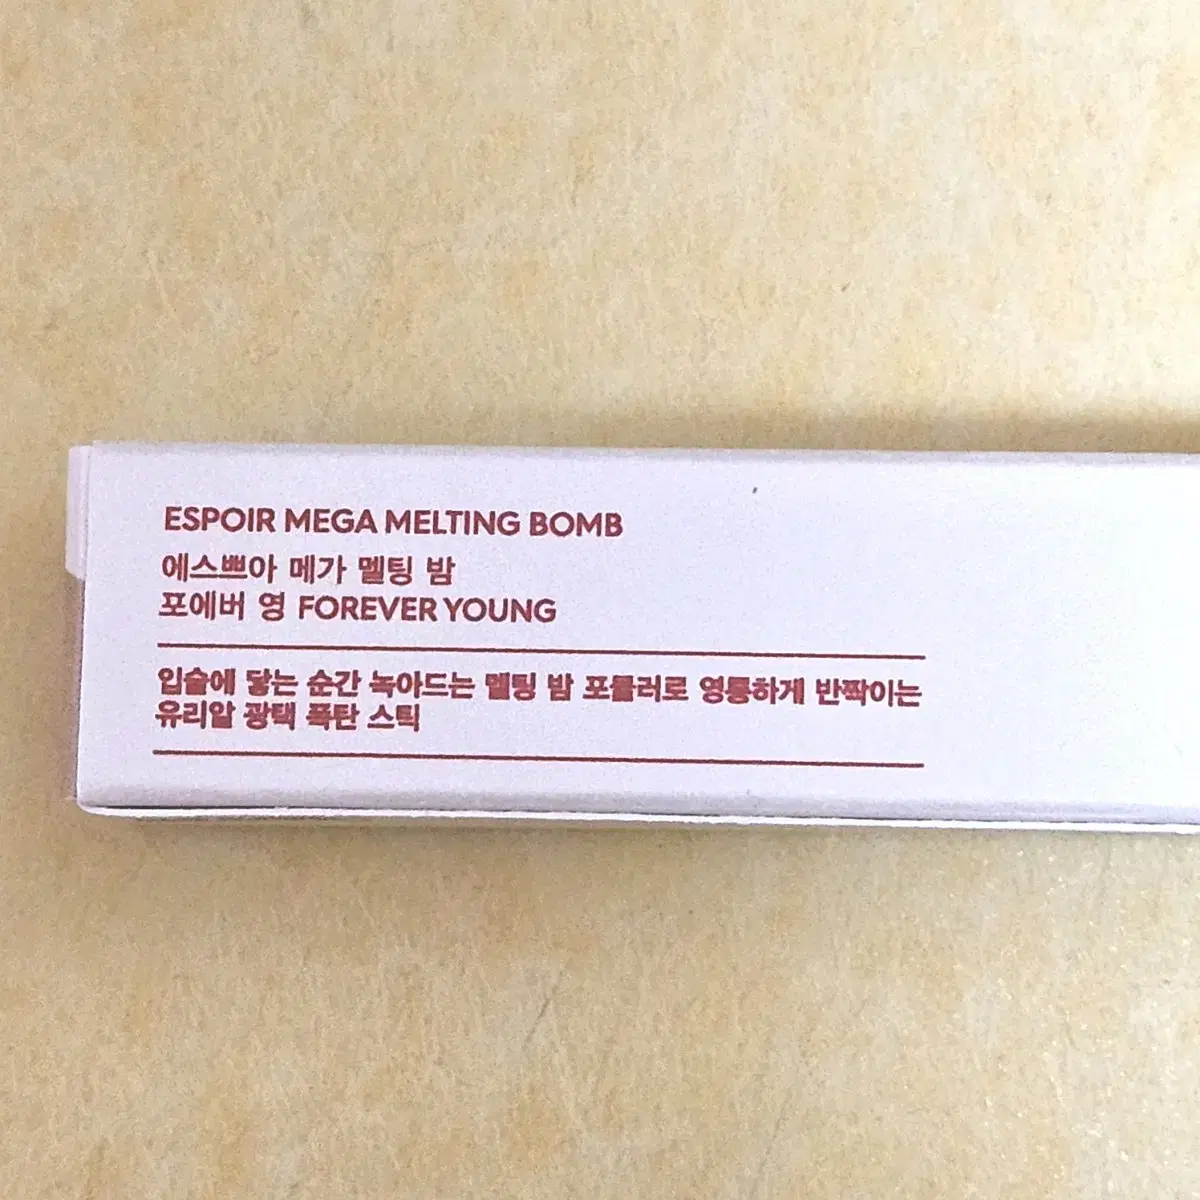 ESPOIR MEGA MELTING BOMB
에스쁘아 메가 멜팅 밤
포에버 영 FOREVER YOUNG
입술에 닿는 순간 녹아드는 멜팅 밤 포뮬러로 영롱하게 반짝이는
유리알 광택 폭탄 스틱